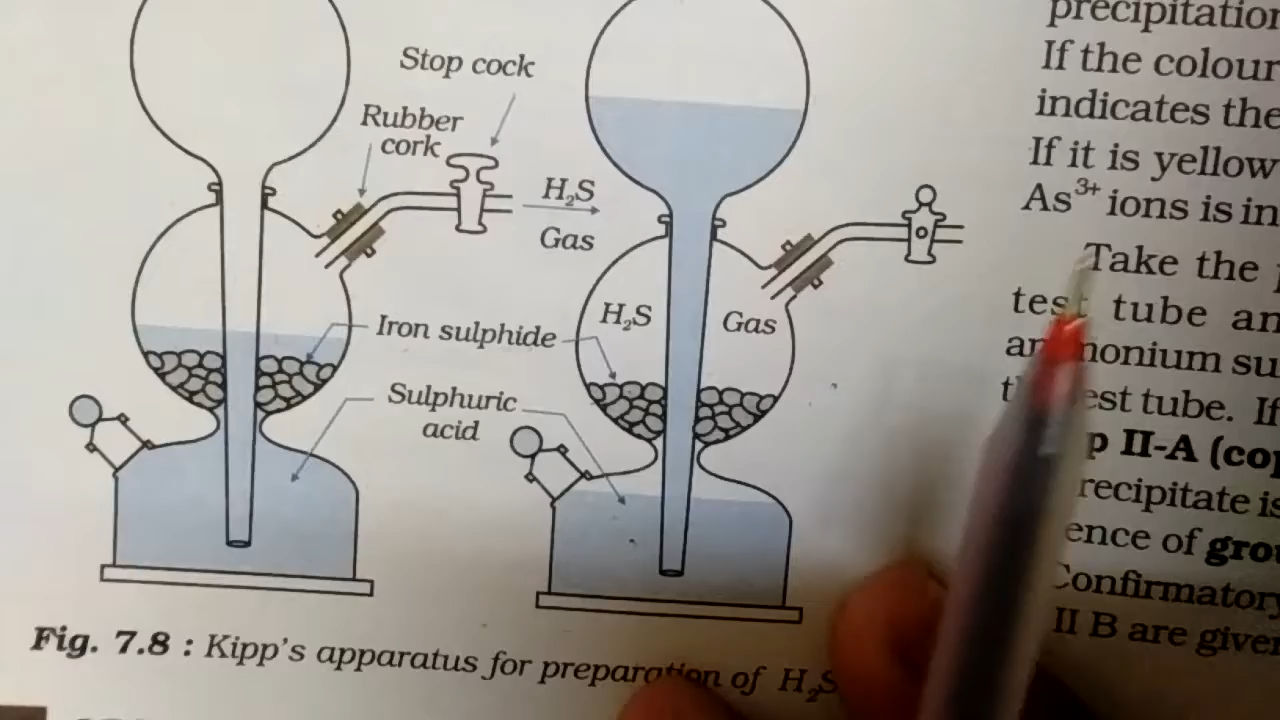 Stop cock
Rubber
cork
H₂S
Gas
H₂S
Gas
Iron sulphide
Sulphuric
acid
Fig. 7.8 : Kipp's apparatus for preparation of H₂S
precipitation
If the colour
indicates the
If it is yellow
As³⁺ ions is in
Take the
test tube an
ammonium su
test tube. If
II-A (co
ence of gro
Confirmatory
II B are given